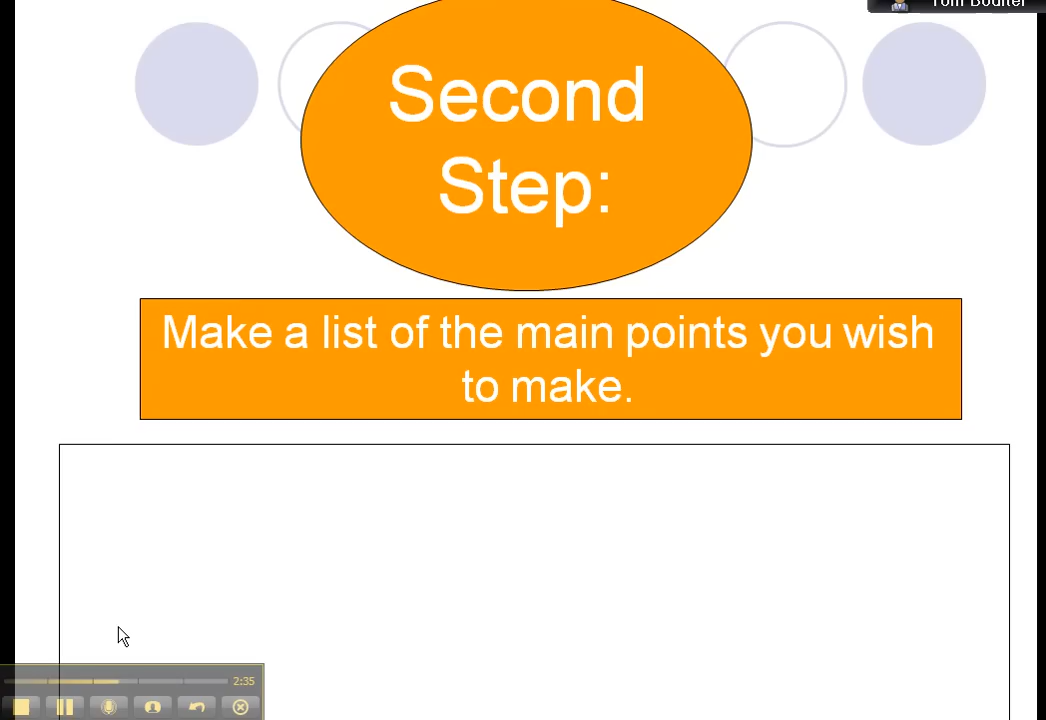 Second
Step:
Make a list of the main points you wish
to make.
2:35